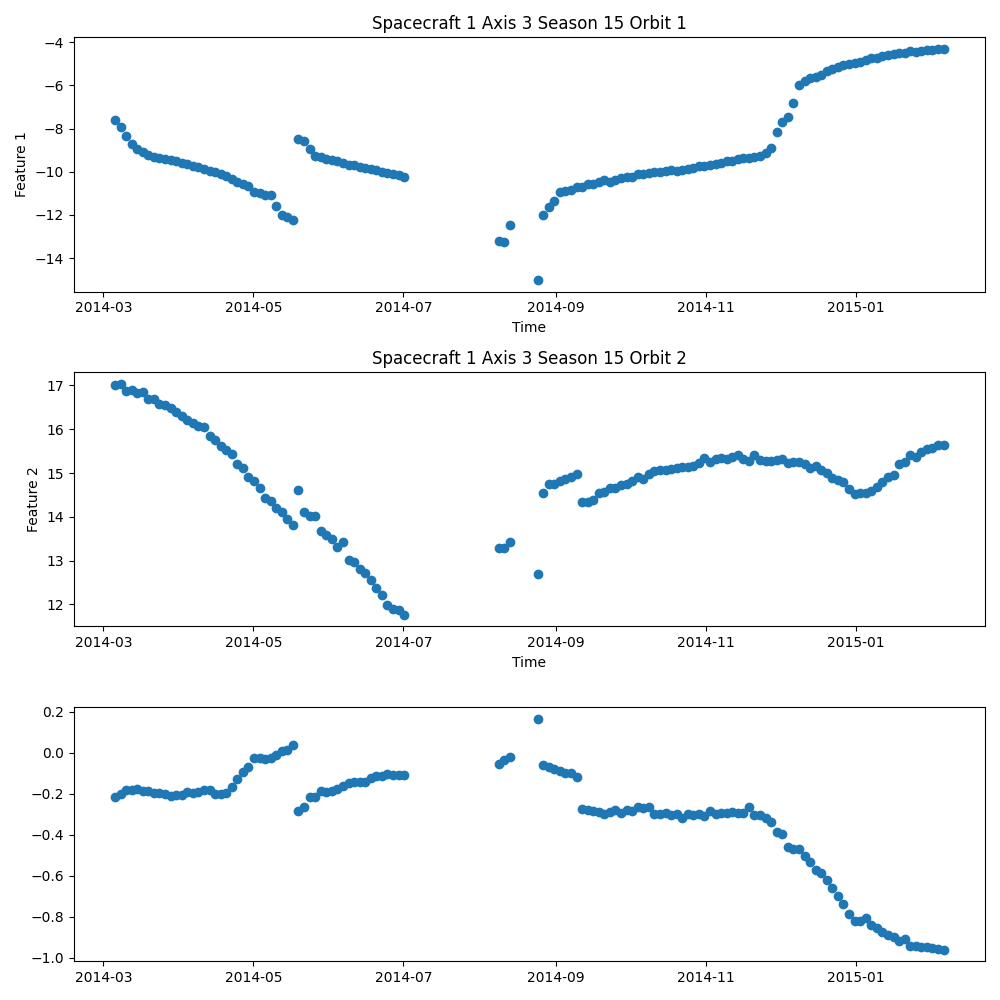 Spacecraft 1 Axis 3 Season 15 Orbit 1
−4
−6
−8
−10
−12
−14
Feature 1
2014-03 2014-05 2014-07 2014-09 2014-11 2015-01
Time
Spacecraft 1 Axis 3 Season 15 Orbit 2
17
16
15
14
13
12
Feature 2
2014-03 2014-05 2014-07 2014-09 2014-11 2015-01
Time
0.2
0.0
−0.2
−0.4
−0.6
−0.8
−1.0
2014-03 2014-05 2014-07 2014-09 2014-11 2015-01